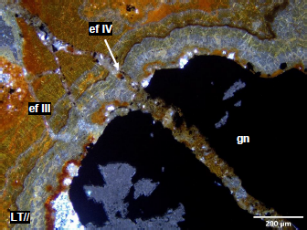 ef IV
ef III
gn
LT//
200 µm